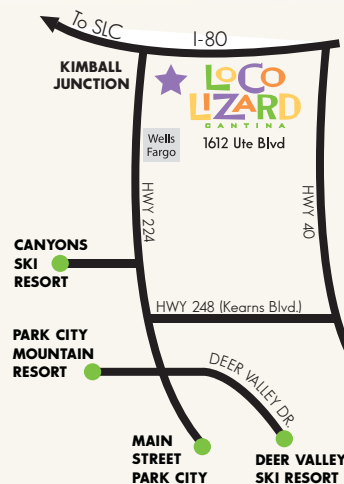 To SLC
I-80
KIMBALL
JUNCTION
LOCO
LIZARD
CANTINA
1612 Ute Blvd
Wells
Fargo
HWY 224
HWY 40
CANYONS
SKI
RESORT
HWY 248 (Kearns Blvd.)
PARK CITY
MOUNTAIN
RESORT
DEER VALLEY DR.
MAIN
STREET
PARK CITY
DEER VALLEY
SKI RESORT